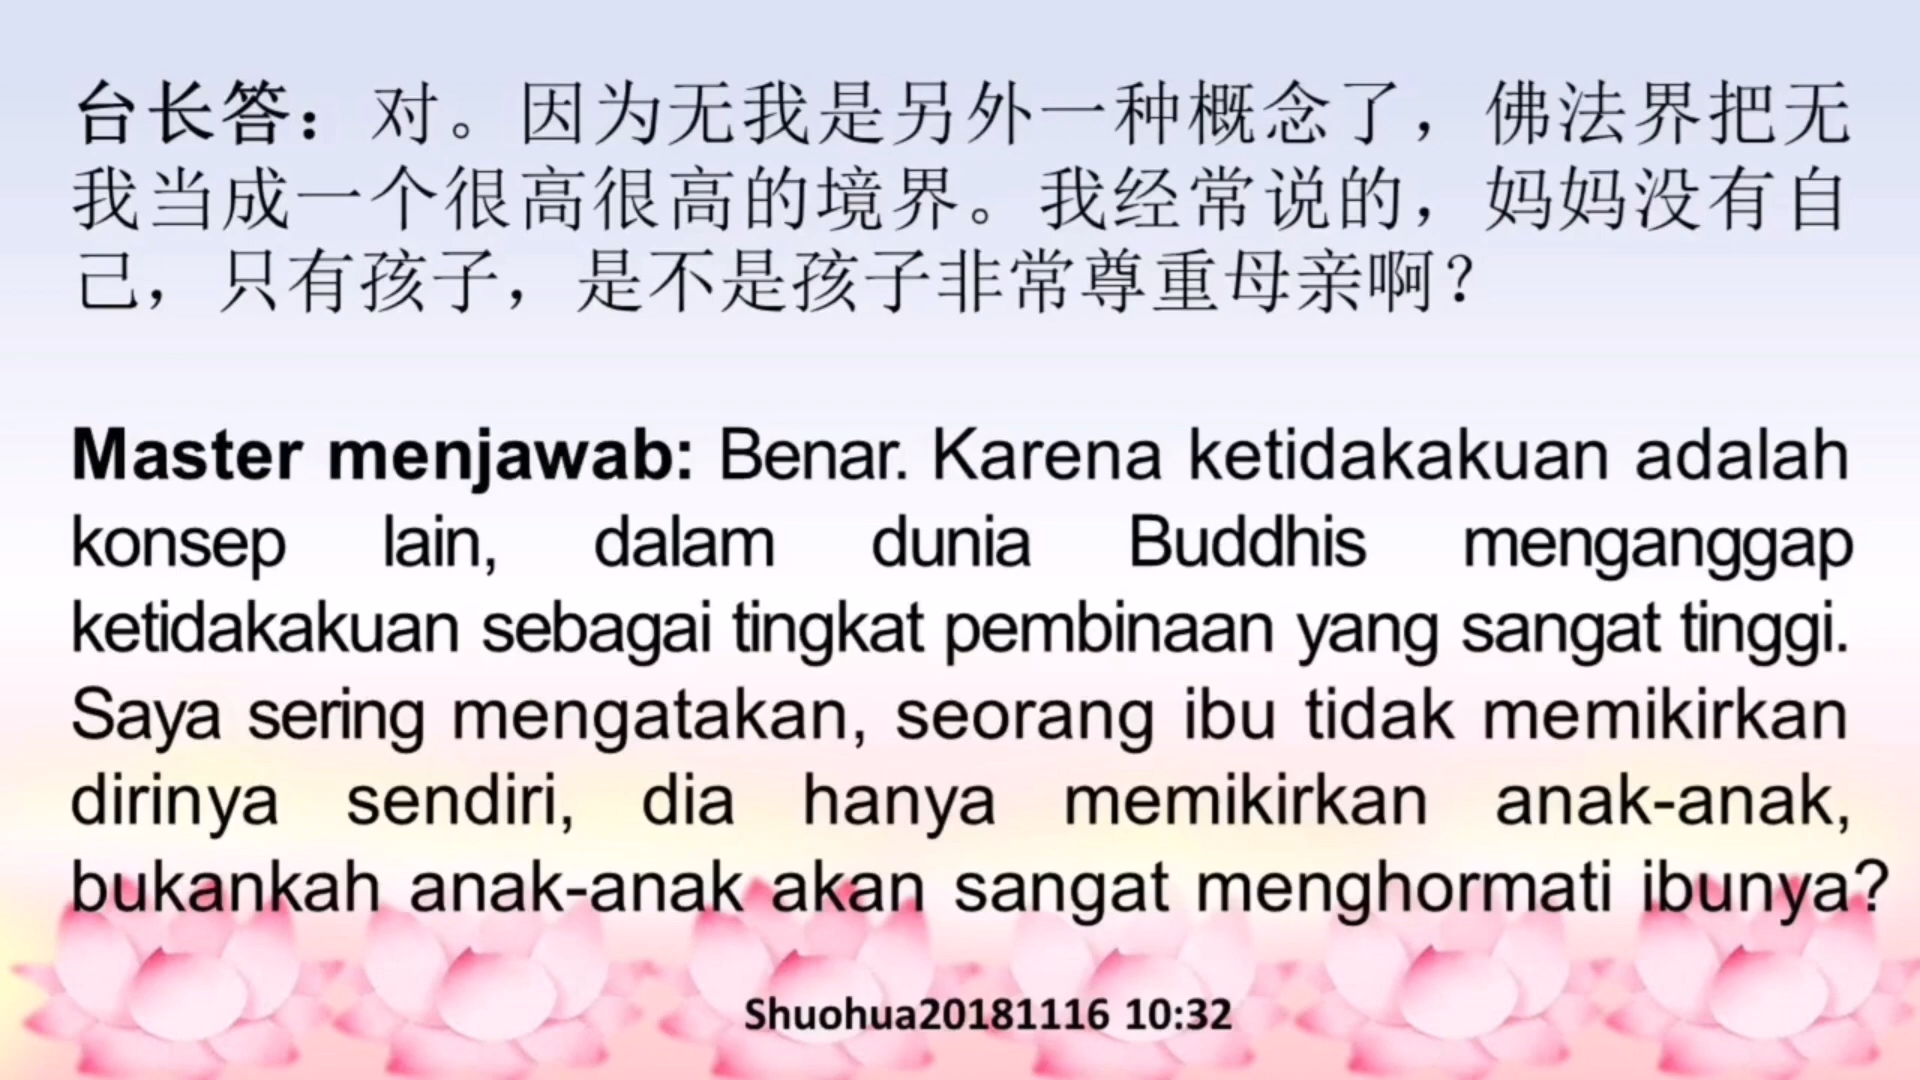 台长答：对。因为无我是另外一种概念了，佛法界把无
我当成一个很高很高的境界。我经常说的，妈妈没有自
己，只有孩子，是不是孩子非常尊重母亲啊？
Master menjawab: Benar. Karena ketidakakuan adalah
konsep lain, dalam dunia Buddhis menganggap
ketidakakuan sebagai tingkat pembinaan yang sangat tinggi.
Saya sering mengatakan, seorang ibu tidak memikirkan
dirinya sendiri, dia hanya memikirkan anak-anak,
bukankah anak-anak akan sangat menghormati ibunya?
Shuohua20181116 10:32